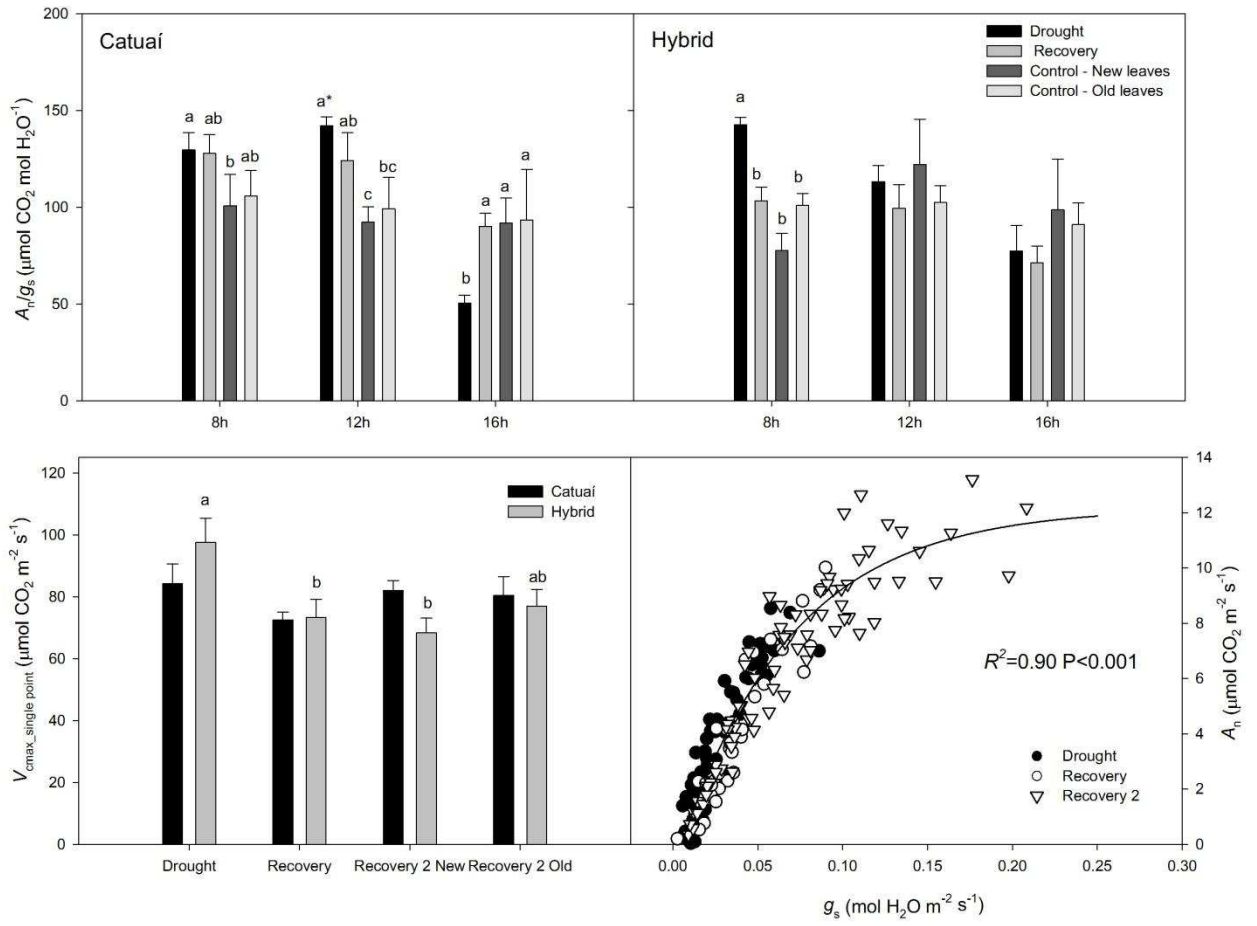 200
150
100
50
0
Aₙ/gₛ (µmol CO₂ mol H₂O⁻¹)
Catuaí
a
ab
b
ab
a*
ab
c
bc
b
a
a
a
8h
12h
16h
Hybrid
Drought
Recovery
Control - New leaves
Control - Old leaves
a
b
b
b
8h
12h
16h
120
100
80
60
40
20
0
V_cmax_single point (µmol CO₂ m⁻² s⁻¹)
Catuaí
Hybrid
a
b
b
ab
Drought
Recovery
Recovery 2 New
Recovery 2 Old
14
12
10
8
6
4
2
0
Aₙ (µmol CO₂ m⁻² s⁻¹)
R²=0.90 P<0.001
Drought
Recovery
Recovery 2
0.00
0.05
0.10
0.15
0.20
0.25
0.30
gₛ (mol H₂O m⁻² s⁻¹)